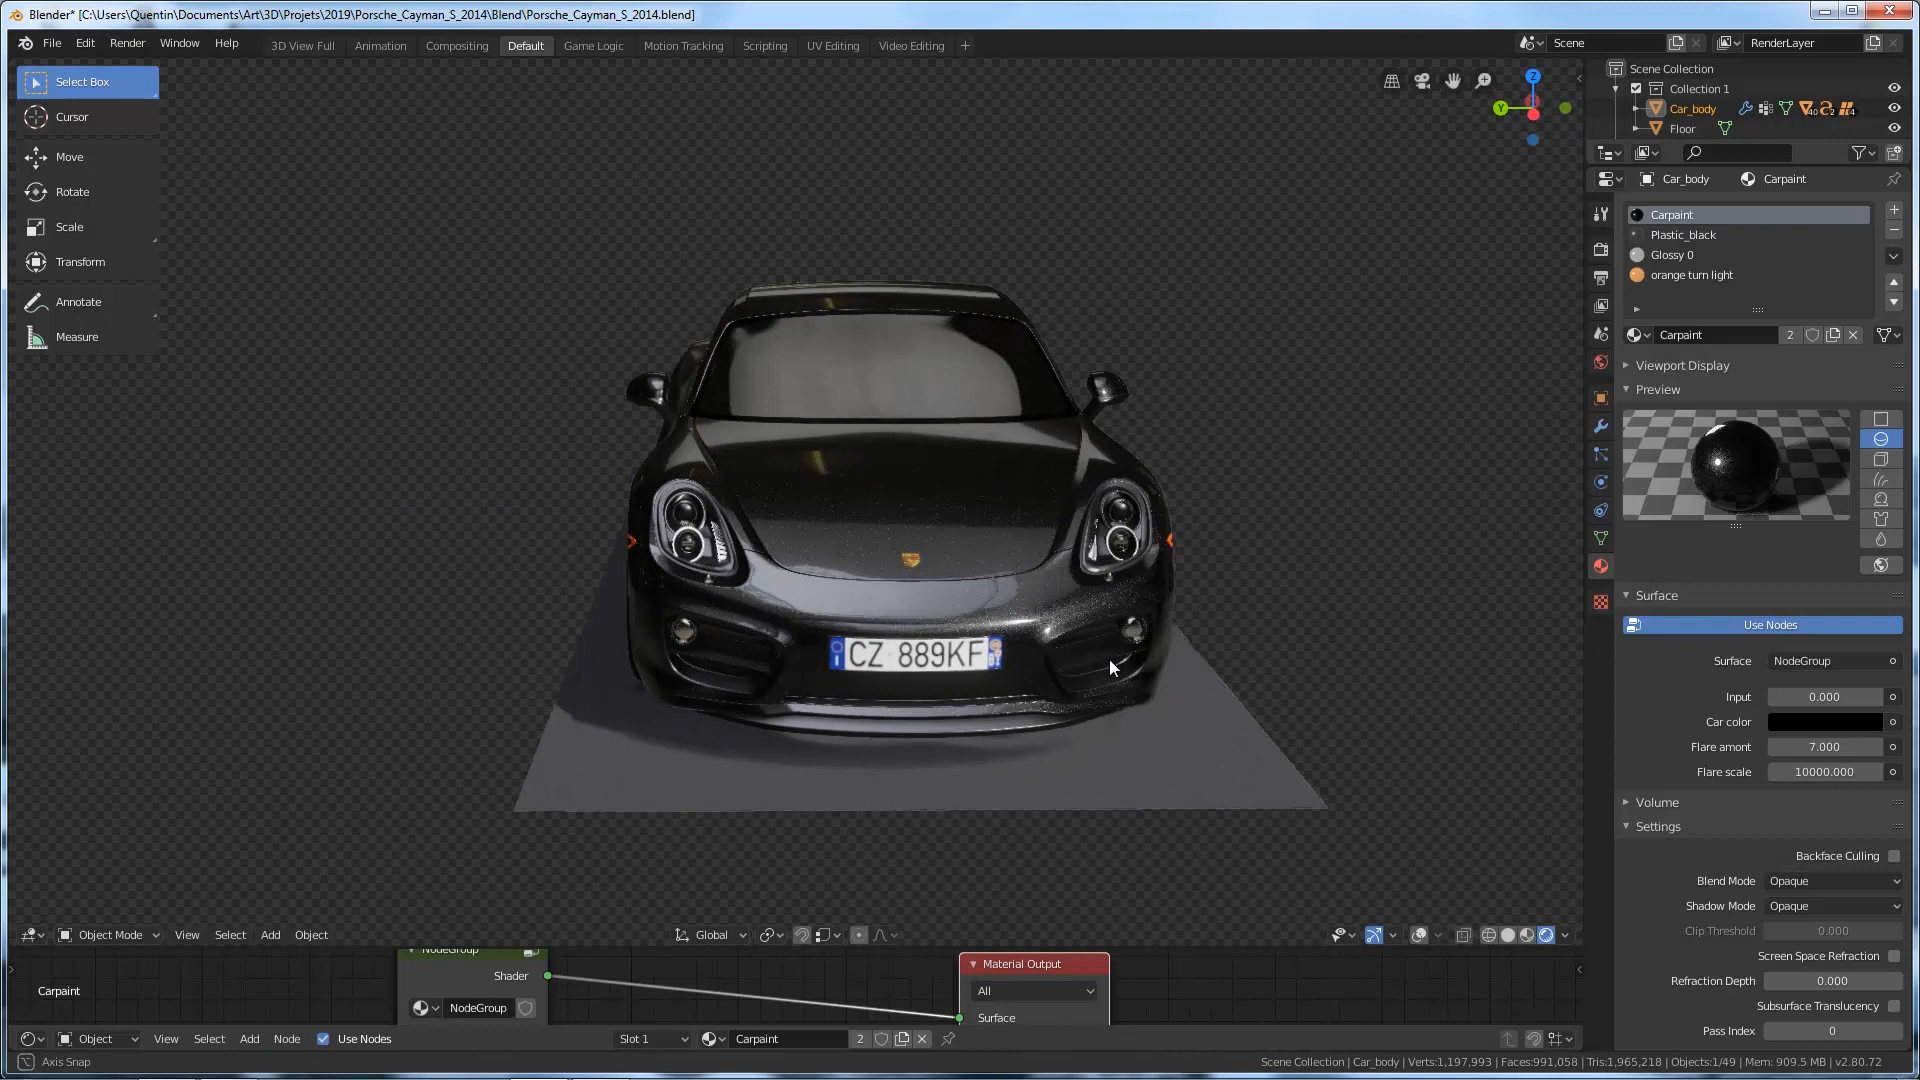 Blender* [C:\Users\Quentin\Documents\Art\3D\Projets\2019\Porsche_Cayman_S_2014\Blend\Porsche_Cayman_S_2014.blend]
File Edit Render Window Help 3D View Full Animation Compositing Default Game Logic Motion Tracking Scripting UV Editing Video Editing + Scene RenderLayer
Select Box
Cursor
Move
Rotate
Scale
Transform
Annotate
Measure
Z
Y
CZ 889KF
Scene Collection
Collection 1
Car_body 40 2 4
Floor
Car_body Carpaint
Carpaint
Plastic_black
Glossy 0
orange turn light
Carpaint 2
Viewport Display
Preview
Surface
Use Nodes
Surface NodeGroup
Input 0.000
Car color
Flare amont 7.000
Flare scale 10000.000
Volume
Settings
Backface Culling
Blend Mode Opaque
Shadow Mode Opaque
Clip Threshold 0.000
Screen Space Refraction
Refraction Depth 0.000
Subsurface Translucency
Pass Index 0
Object Mode View Select Add Object Global
NodeGroup
Shader
NodeGroup
Carpaint
Material Output
All
Surface
Object View Select Add Node Use Nodes Slot 1 Carpaint 2
Axis Snap
Scene Collection | Car_body | Verts:1,197,993 | Faces:991,058 | Tris:1,965,218 | Objects:1/49 | Mem: 909.5 MB | v2.80.72